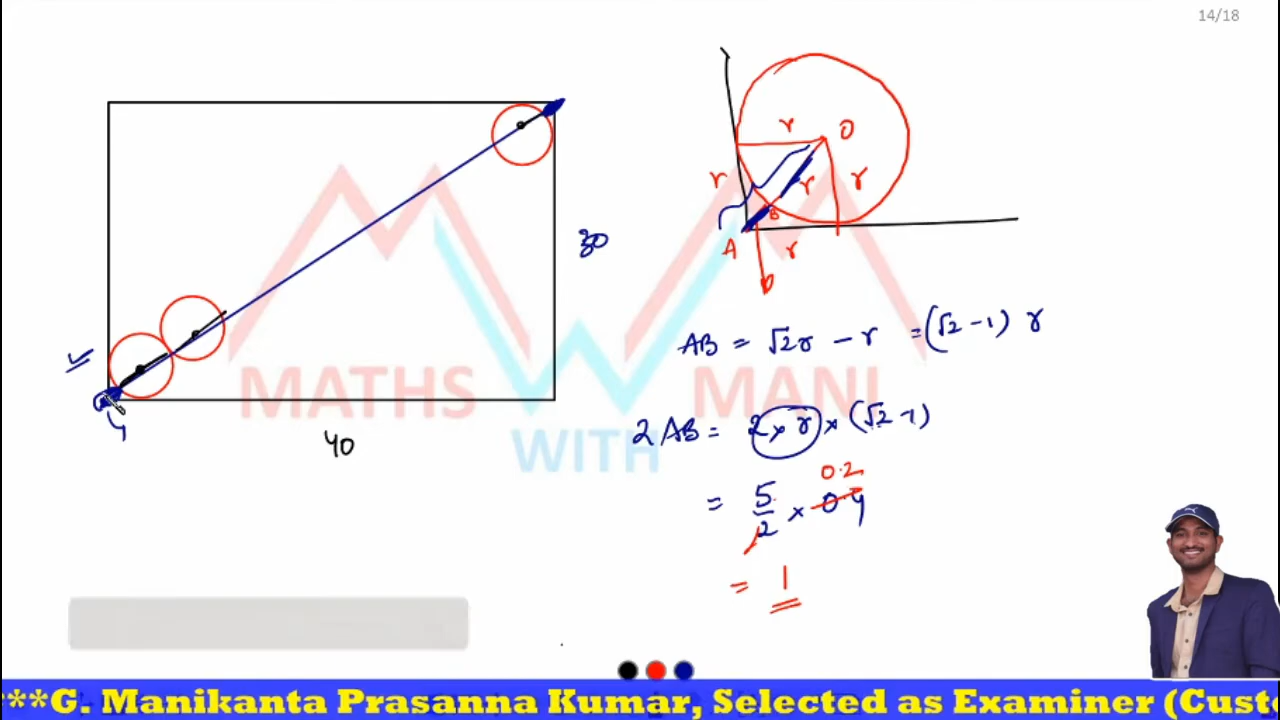 14/18
r
O
r
r
r
B
A
r
30
AB = √2r - r = (√2-1) r
MATHS
MANI
WITH
40
2AB = 2 × r × (√2-1)
0.2
= 5/2 × 0.4
= 1
***G. Manikanta Prasanna Kumar, Selected as Examiner (Custo